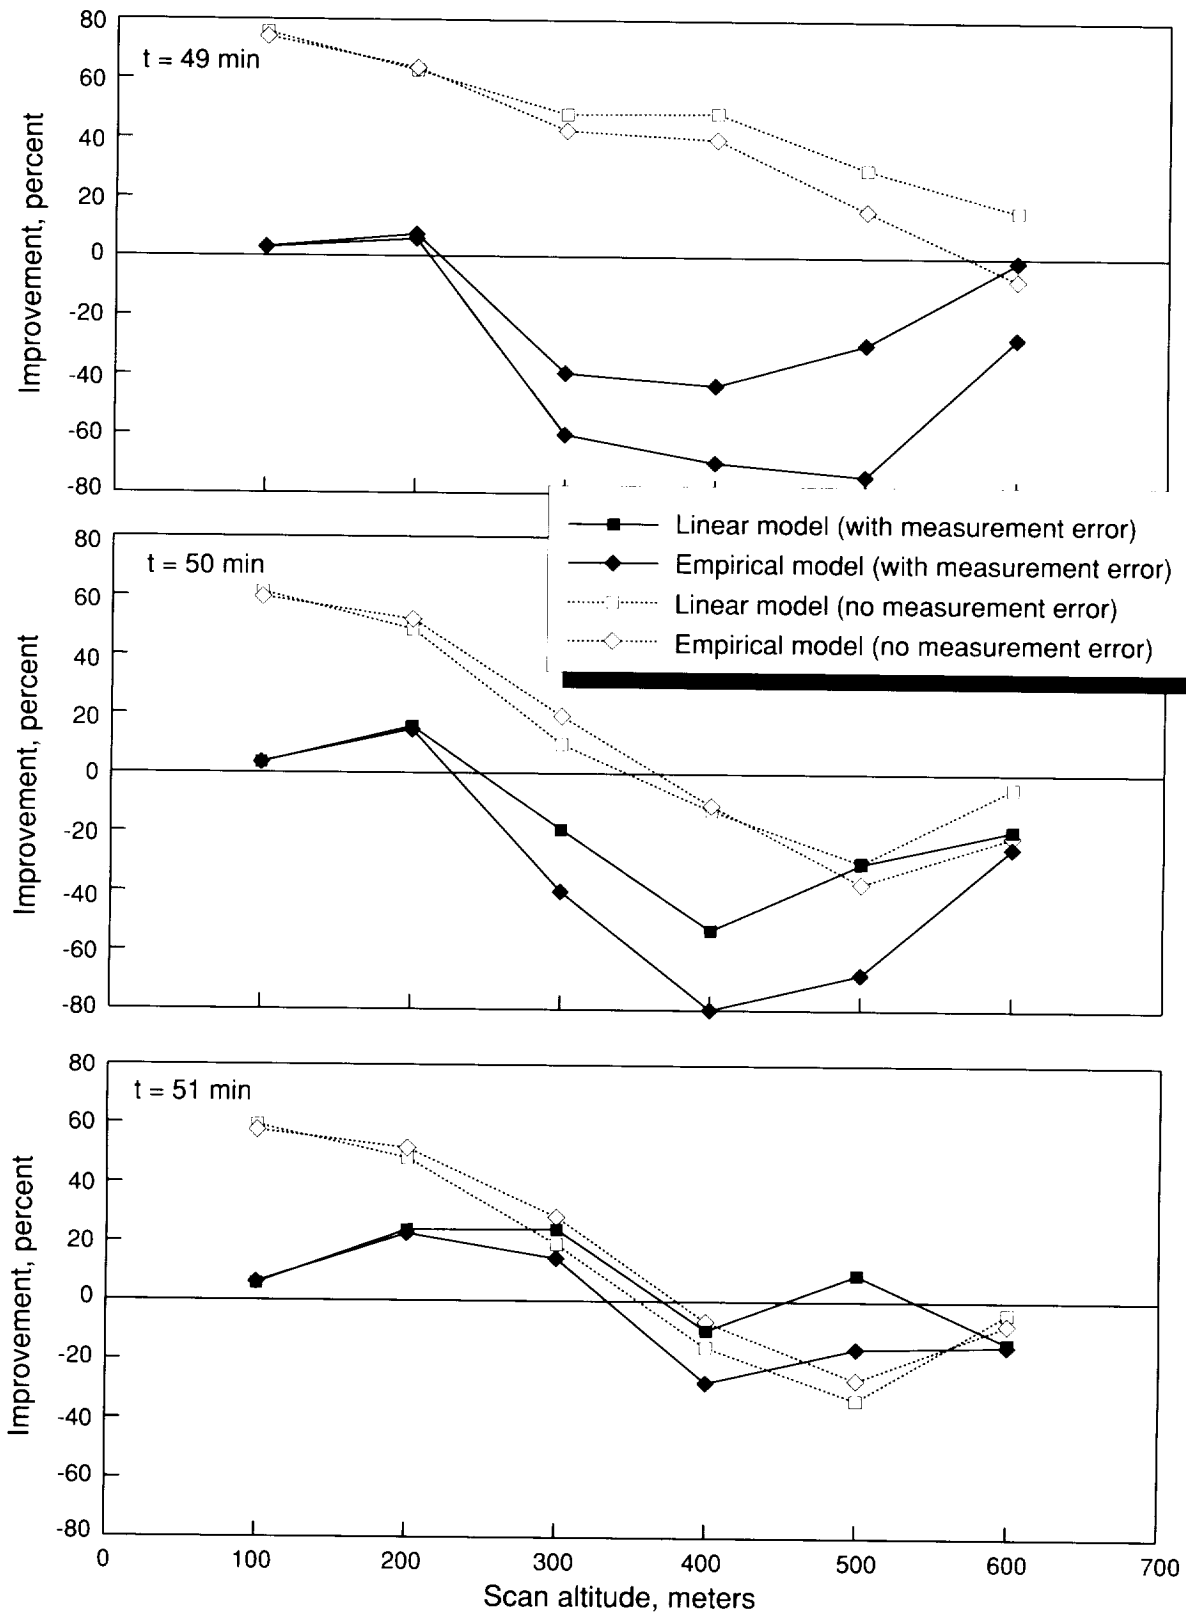 80
t = 49 min
60
40
20
0
-20
-40
-60
-80
Improvement, percent
Linear model (with measurement error)
Empirical model (with measurement error)
Linear model (no measurement error)
Empirical model (no measurement error)
80
t = 50 min
60
40
20
0
-20
-40
-60
-80
Improvement, percent
80
t = 51 min
60
40
20
0
-20
-40
-60
-80
Improvement, percent
0 100 200 300 400 500 600 700
Scan altitude, meters